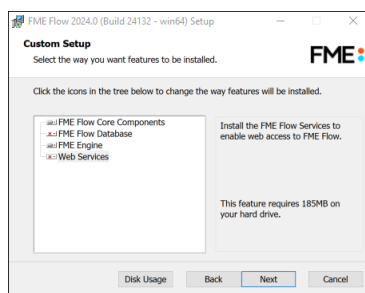 FME Flow 2024.0 (Build 24132 - win64) Setup
Custom Setup
Select the way you want features to be installed.
FME
Click the icons in the tree below to change the way features will be installed.
FME Flow Core Components
FME Flow Database
FME Engine
Web Services
Install the FME Flow Services to
enable web access to FME Flow.
This feature requires 185MB on
your hard drive.
Disk Usage
Back
Next
Cancel